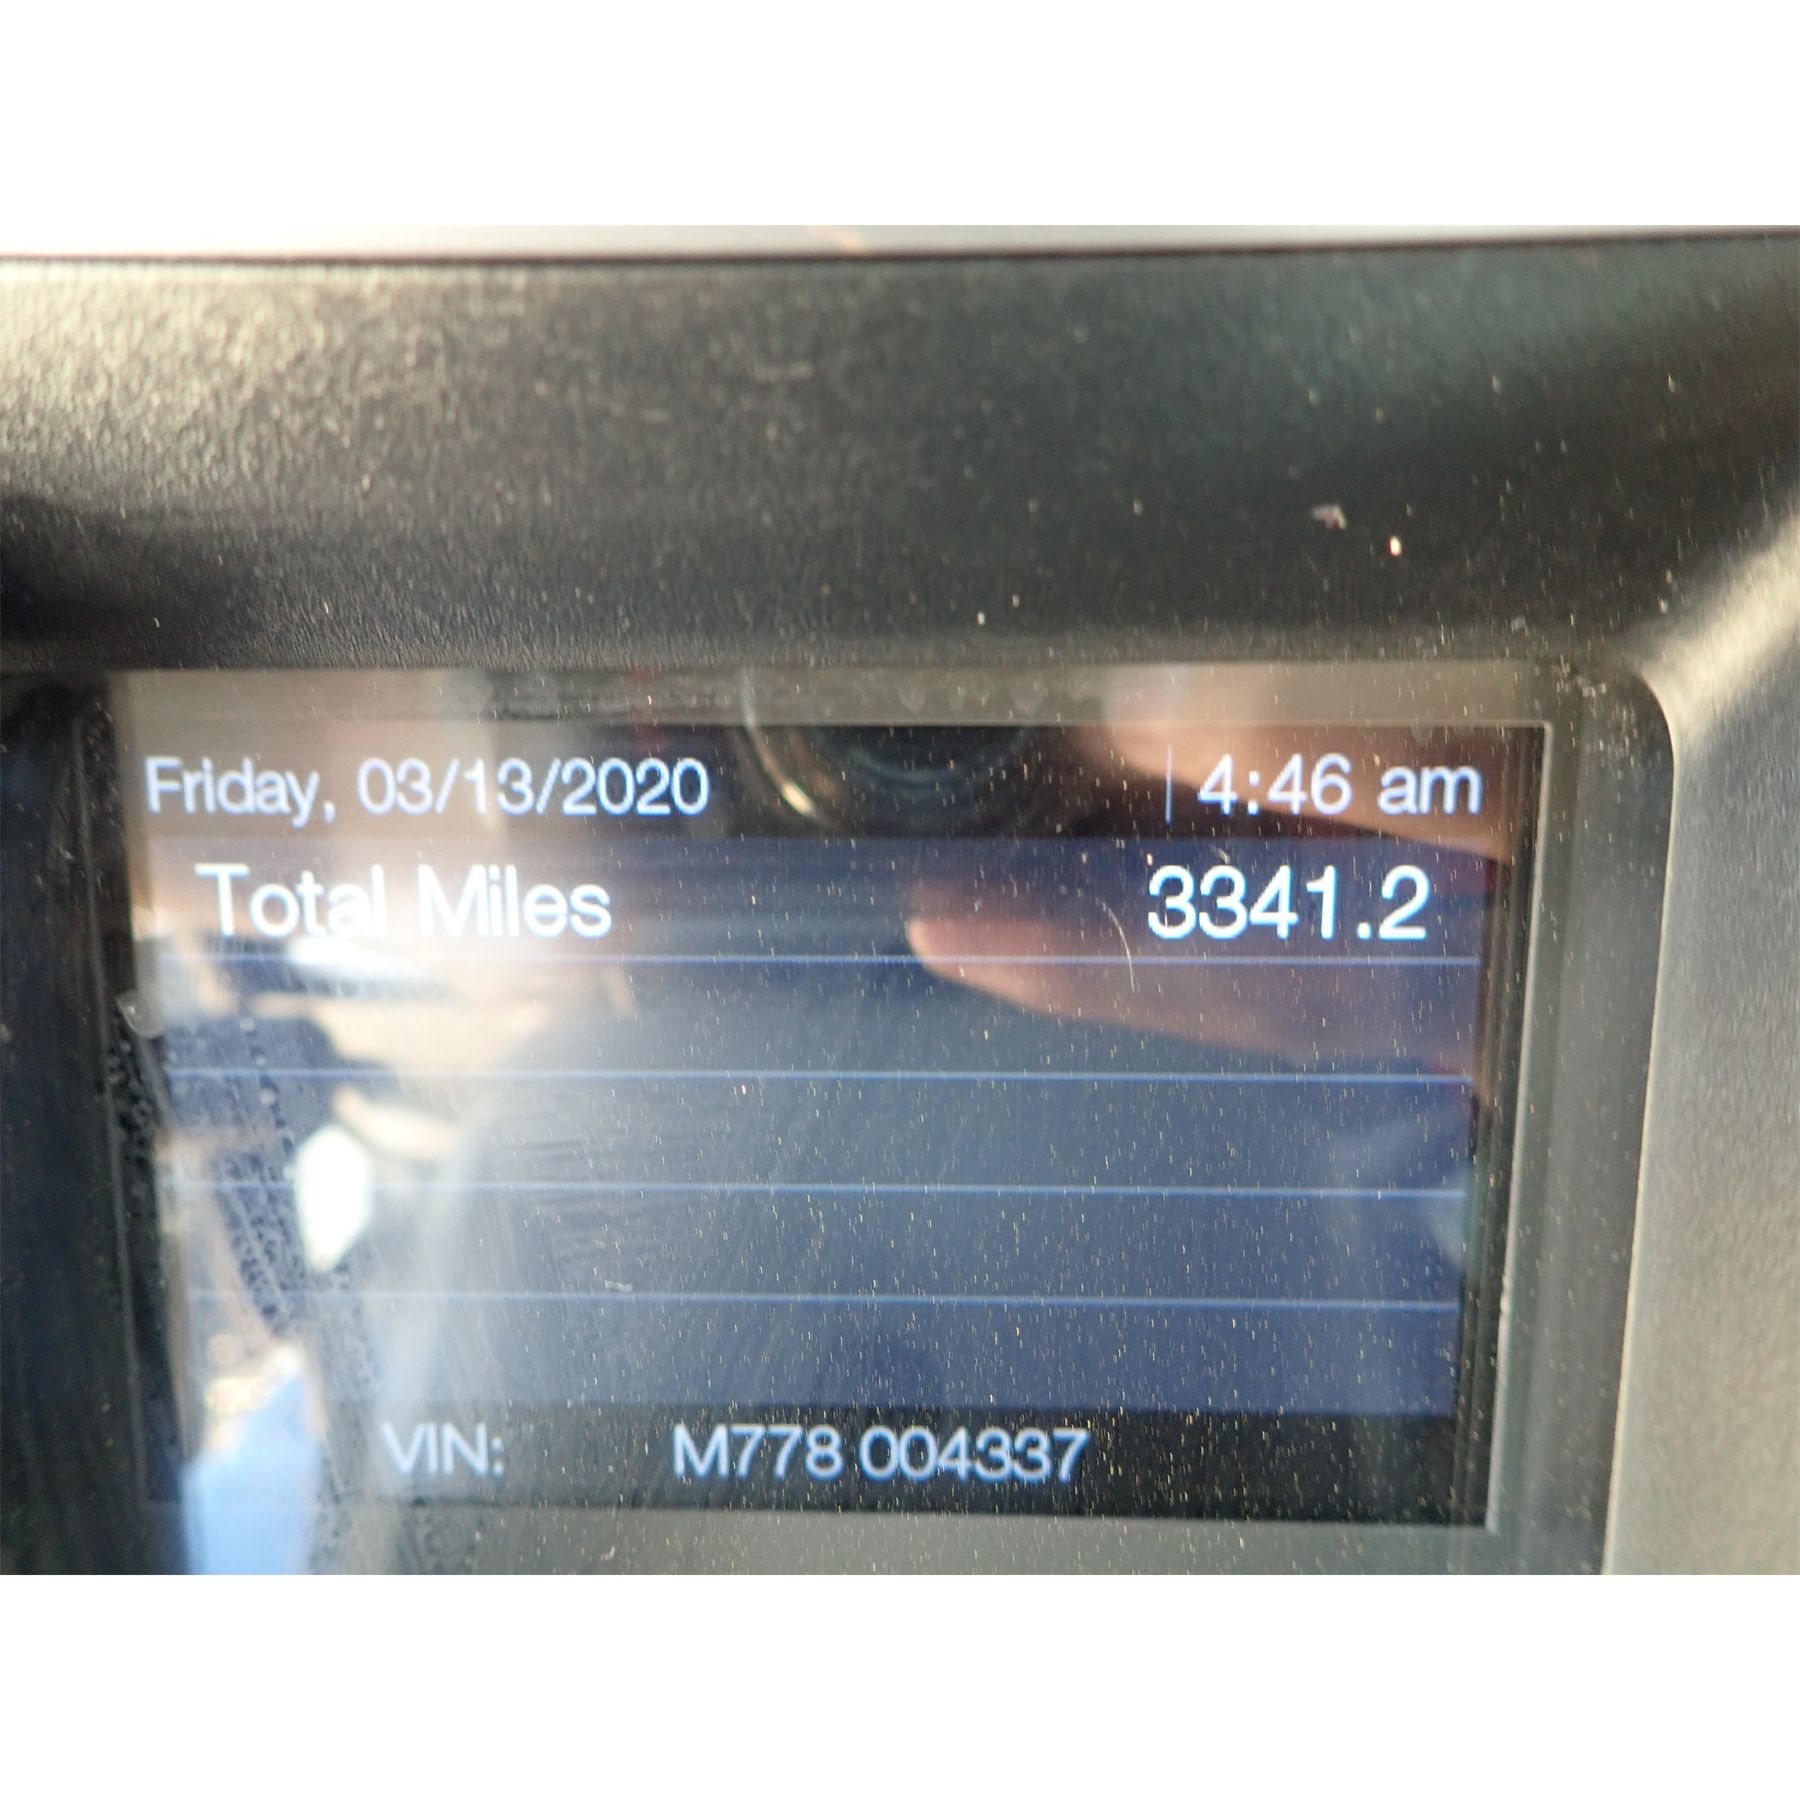 Friday, 03/13/2020 | 4:46 am
Total Miles 3341.2
VIN: M778 004337